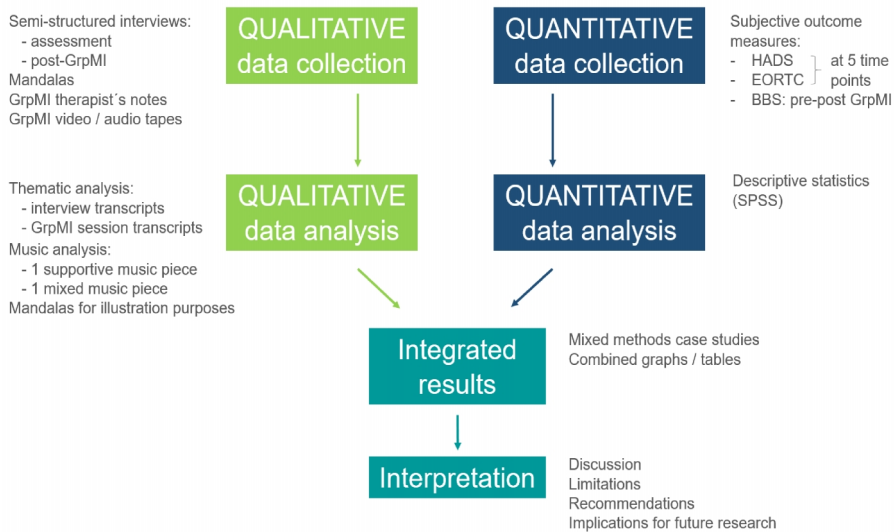 Semi-structured interviews:
- assessment
- post-GrpMI
Mandalas
GrpMI therapist´s notes
GrpMI video / audio tapes
QUALITATIVE
data collection
QUANTITATIVE
data collection
Subjective outcome
measures:
- HADS
- EORTC
at 5 time
points
- BBS: pre-post GrpMI
Thematic analysis:
- interview transcripts
- GrpMI session transcripts
Music analysis:
- 1 supportive music piece
- 1 mixed music piece
Mandalas for illustration purposes
QUALITATIVE
data analysis
QUANTITATIVE
data analysis
Descriptive statistics
(SPSS)
Integrated
results
Mixed methods case studies
Combined graphs / tables
Interpretation
Discussion
Limitations
Recommendations
Implications for future research